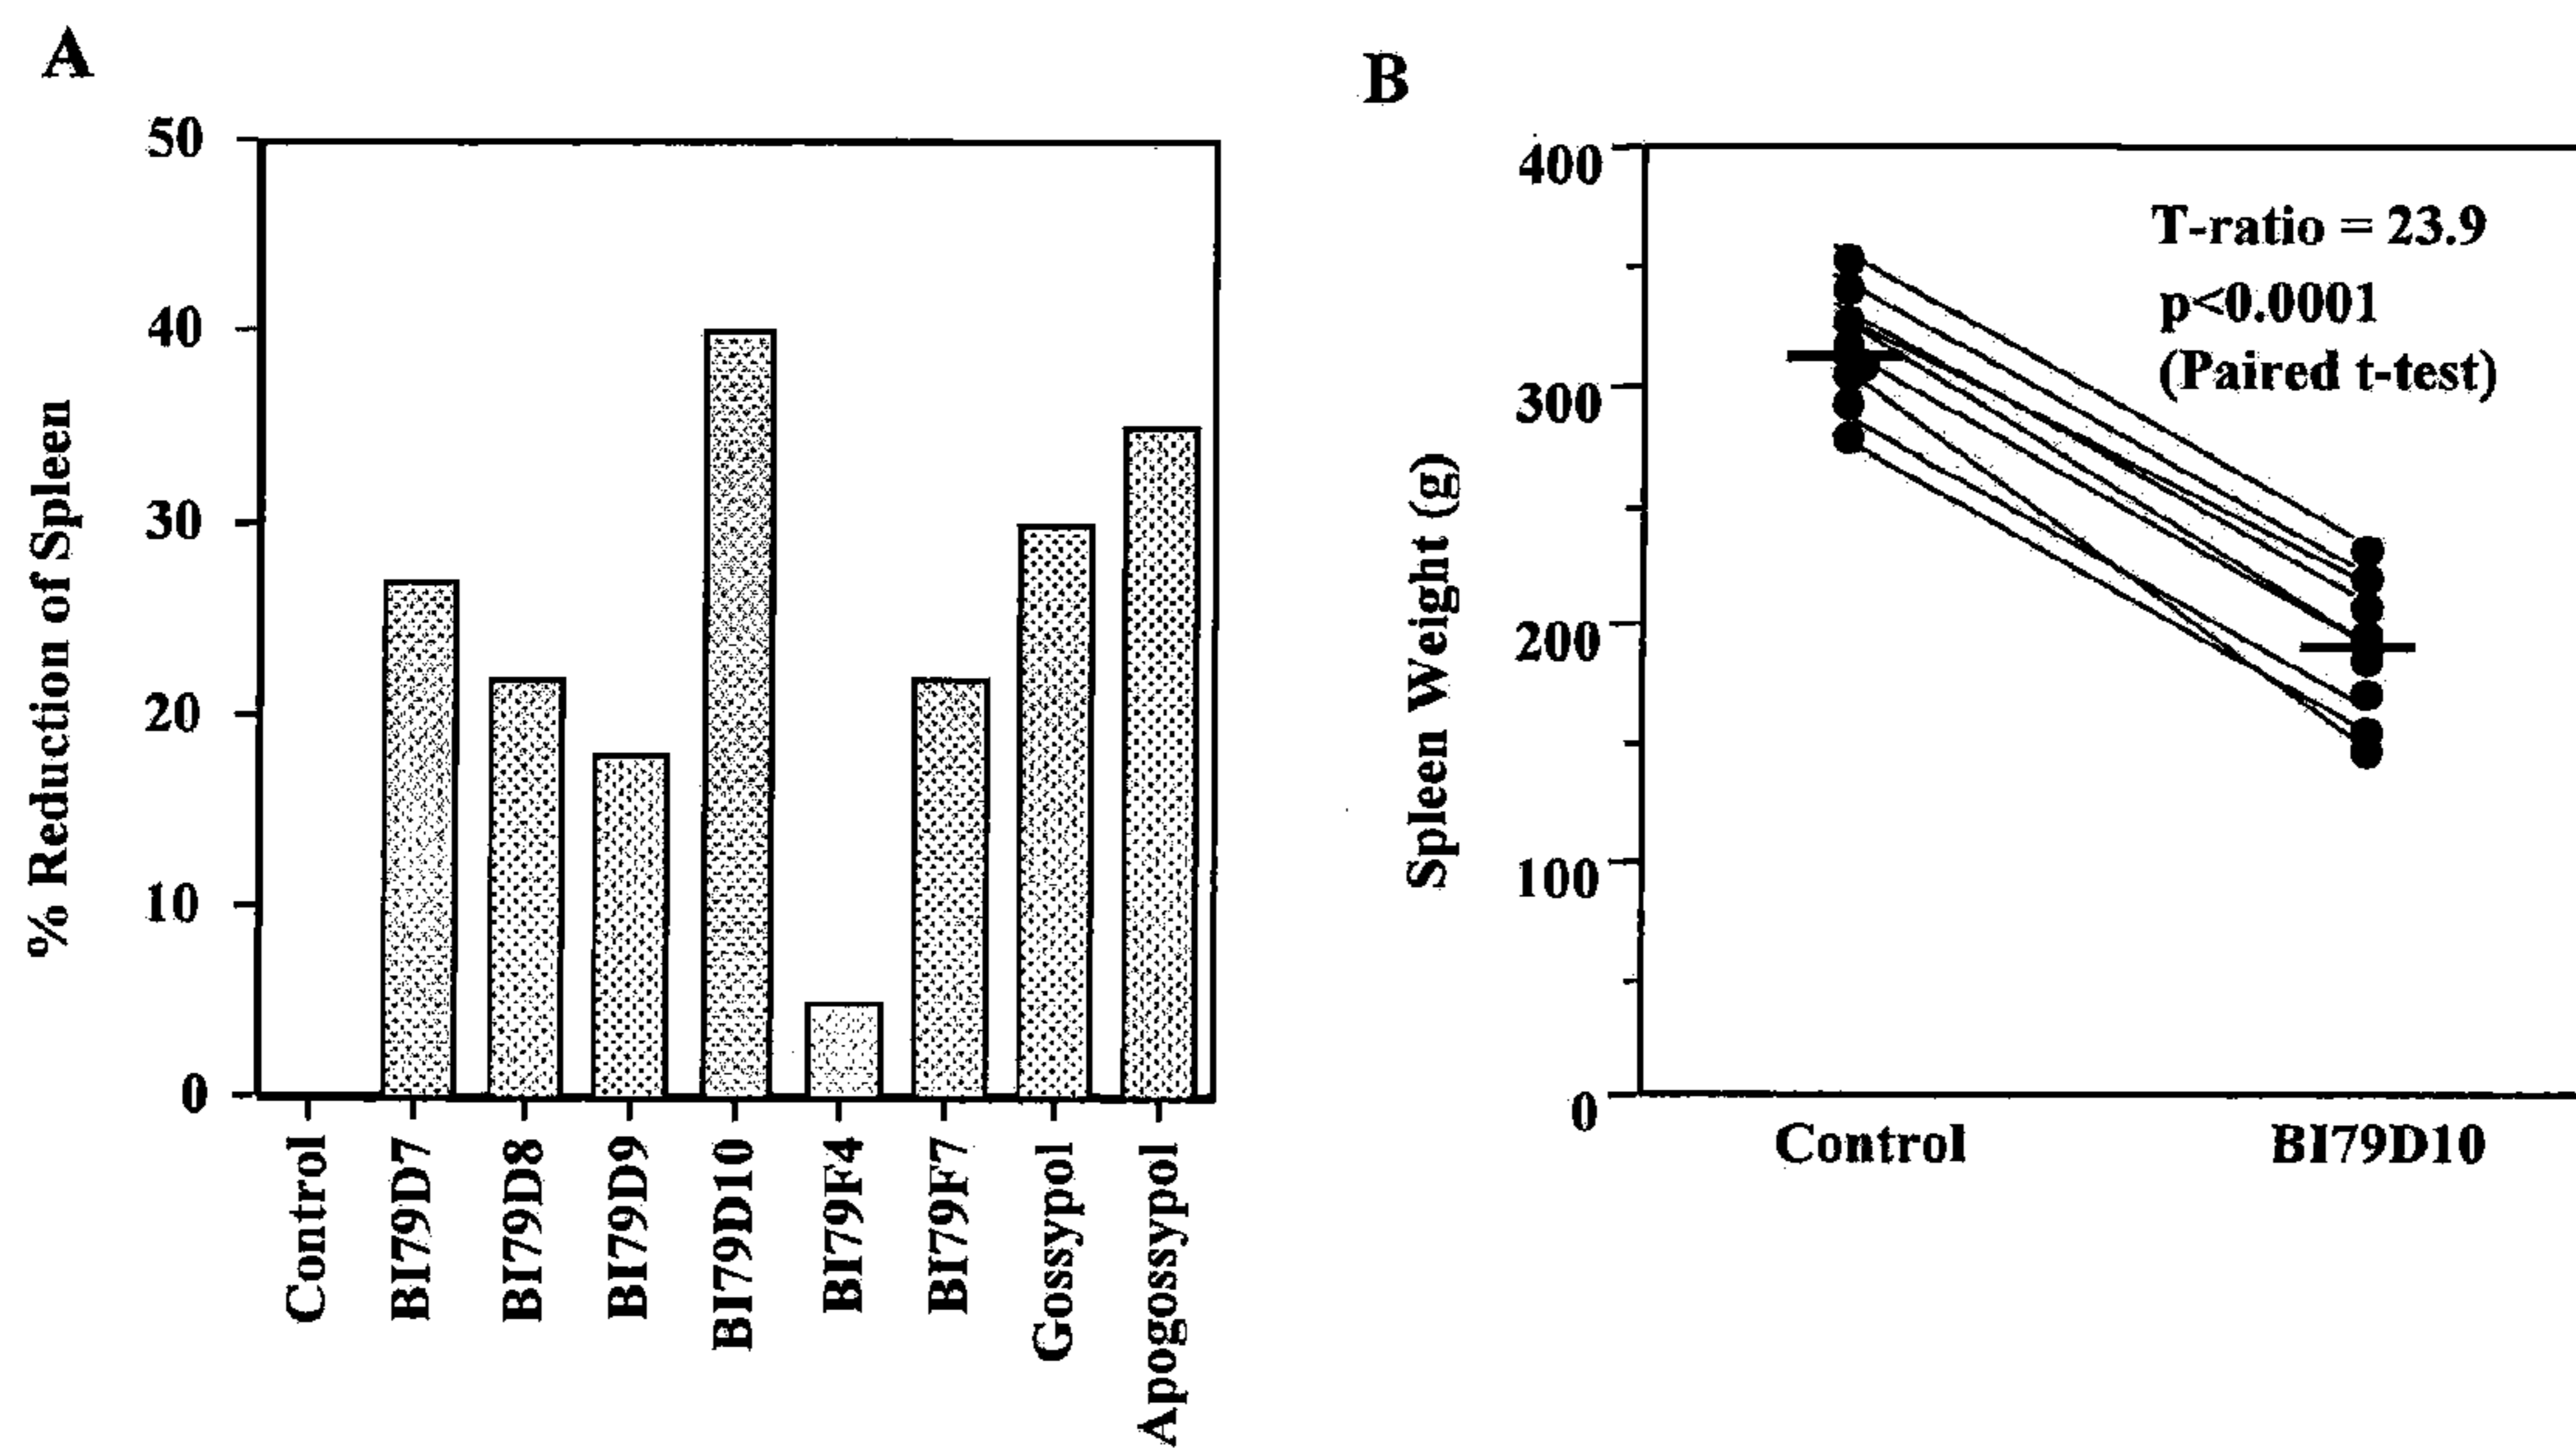 A
50
40
30
20
10
0
% Reduction of Spleen
Control
BI79D7
BI79D8
BI79D9
BI79D10
BI79F4
BI79F7
Gossypol
Apogossypol
B
400
300
200
100
0
Spleen Weight (g)
T-ratio = 23.9
p<0.0001
(Paired t-test)
Control
BI79D10